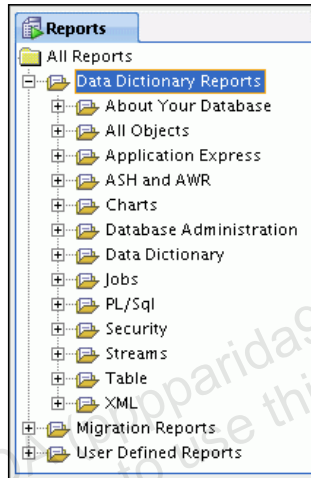 Reports
All Reports
Data Dictionary Reports
About Your Database
All Objects
Application Express
ASH and AWR
Charts
Database Administration
Data Dictionary
Jobs
PL/Sql
Security
Streams
Table
XML
Migration Reports
User Defined Reports